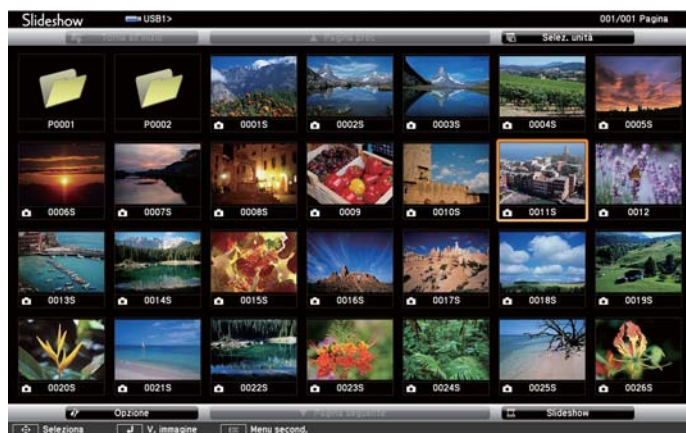 Slideshow USB1> 001/001 Pagina
Torna all'inizio Pagina prec. Selez. unità
P0001 P0002 0001S 0002S 0003S 0004S 0005S
0006S 0007S 0008S 0009 0010S 0011S 0012
0013S 0014S 0015S 0016S 0017S 0018S 0019S
0020S 0021S 0022S 0023S 0024S 0025S 0026S
Opzione Pagina seguente Slideshow
Seleziona V. immagine Esc Menu second.